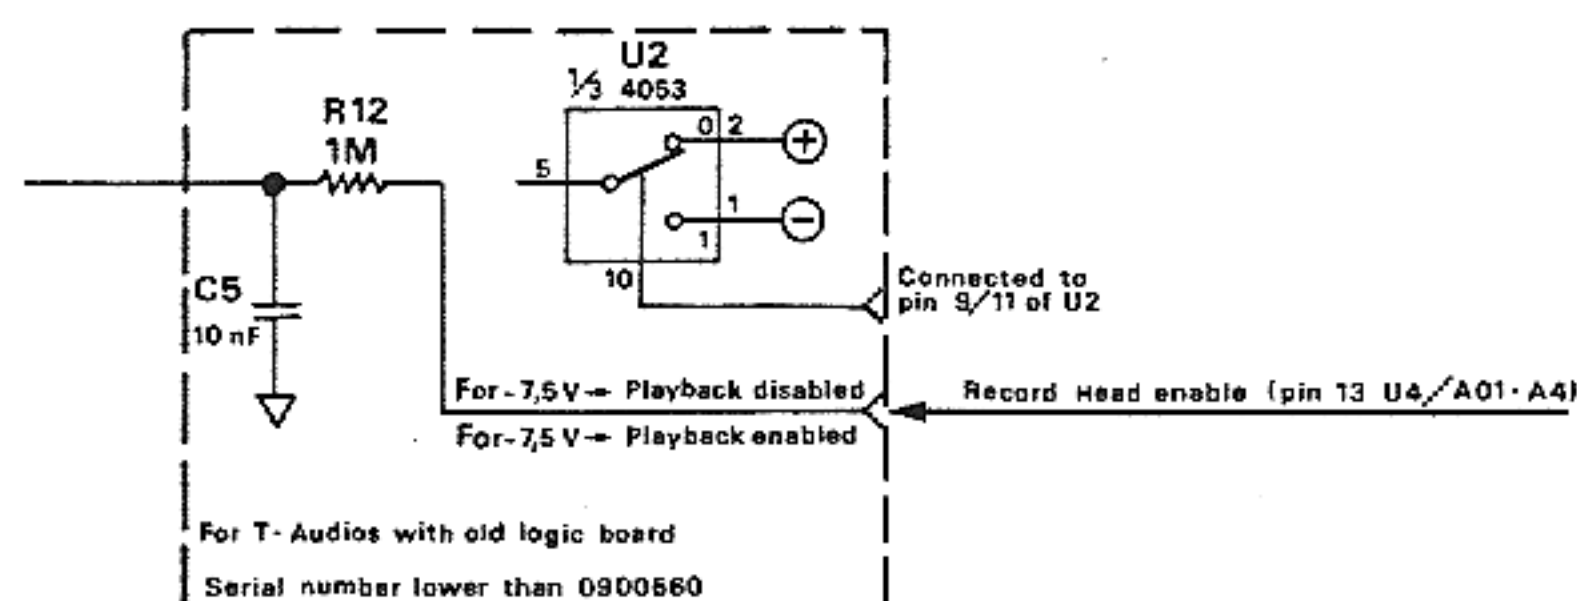 U2
1/3 4053
R12
1M
0 2
+
5
1
−
1
10
C5
10 nF
Connected to
pin 9/11 of U2
For-7,5V→ Playback disabled
Record Head enable (pin 13 U4/A01-A4)
For-7,5V→ Playback enabled
For T-Audios with old logic board
Serial number lower than 0900560